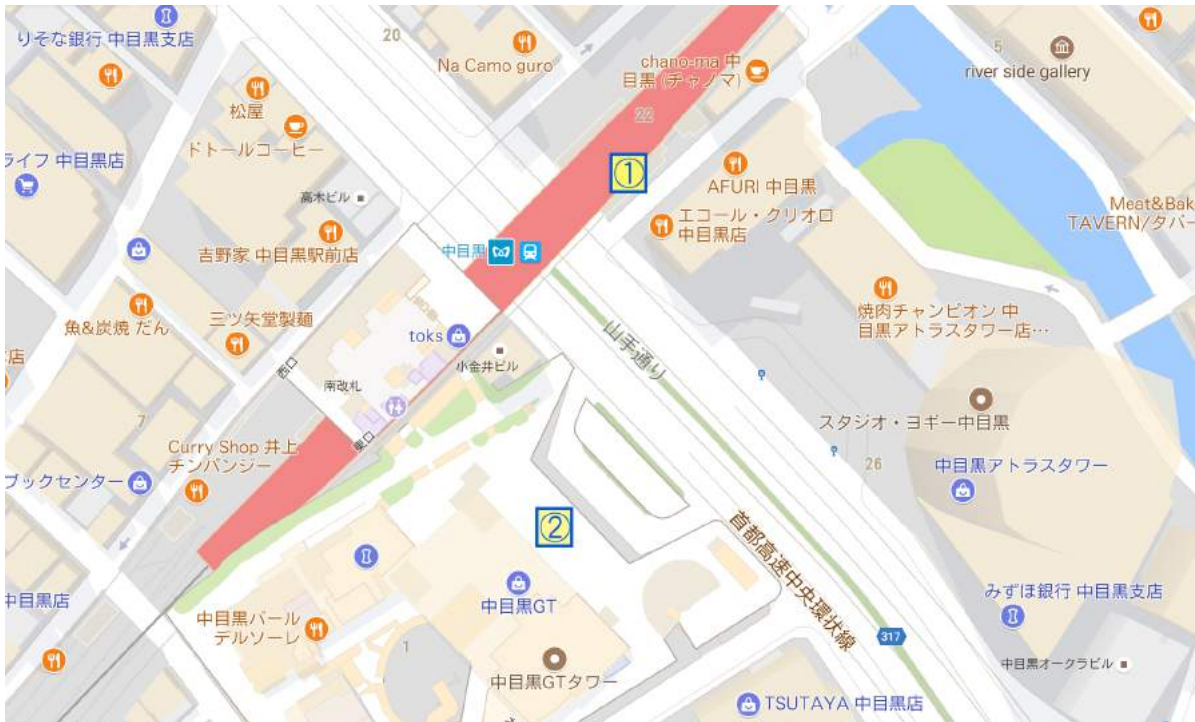 りそな銀行 中目黒支店
20
Na Camo guro
chano-ma 中
目黒 (チャノマ)
5
river side gallery
松屋
ドトールコーヒー
22
ライフ 中目黒店
①
AFURI 中目黒
高木ビル
エコール・クリオロ
中目黒店
Meat&Bak
TAVERN/タバー
吉野家 中目黒駅前店
中目黒
魚&炭焼 だん
三ツ矢堂製麺
toks
山手通り
焼肉チャンピオン 中
目黒アトラスタワー店…
店
小金井ビル
西口
南改札
スタジオ・ヨギー中目黒
7
東口
Curry Shop 井上
チンパンジー
26
中目黒アトラスタワー
ブックセンター
②
首都高速中央環状線
中目黒店
中目黒GT
みずほ銀行 中目黒支店
中目黒バール
デルソーレ
317
1
中目黒GTタワー
中目黒オークラビル
TSUTAYA 中目黒店